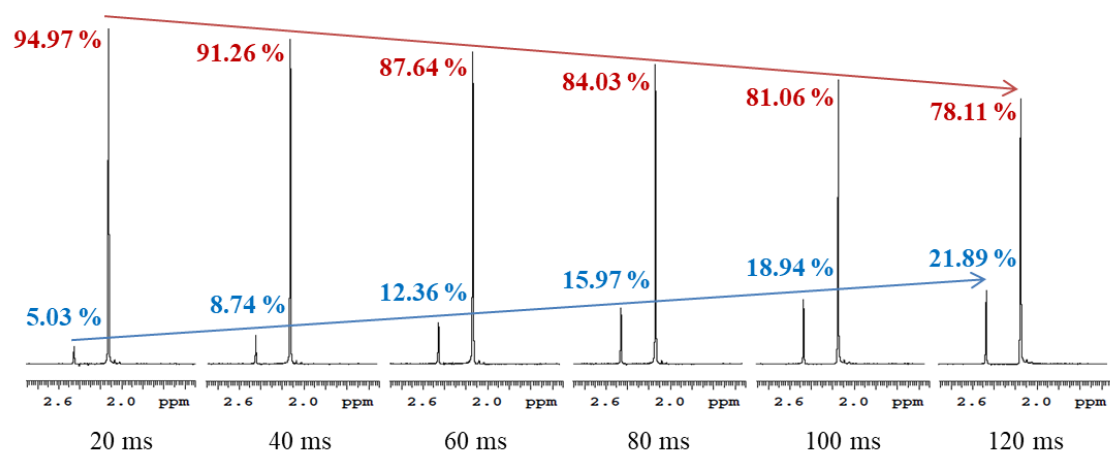 94.97 %
91.26 %
87.64 %
84.03 %
81.06 %
78.11 %
5.03 %
8.74 %
12.36 %
15.97 %
18.94 %
21.89 %
2.6 2.0 ppm
2.6 2.0 ppm
2.6 2.0 ppm
2.6 2.0 ppm
2.6 2.0 ppm
2.6 2.0 ppm
20 ms
40 ms
60 ms
80 ms
100 ms
120 ms